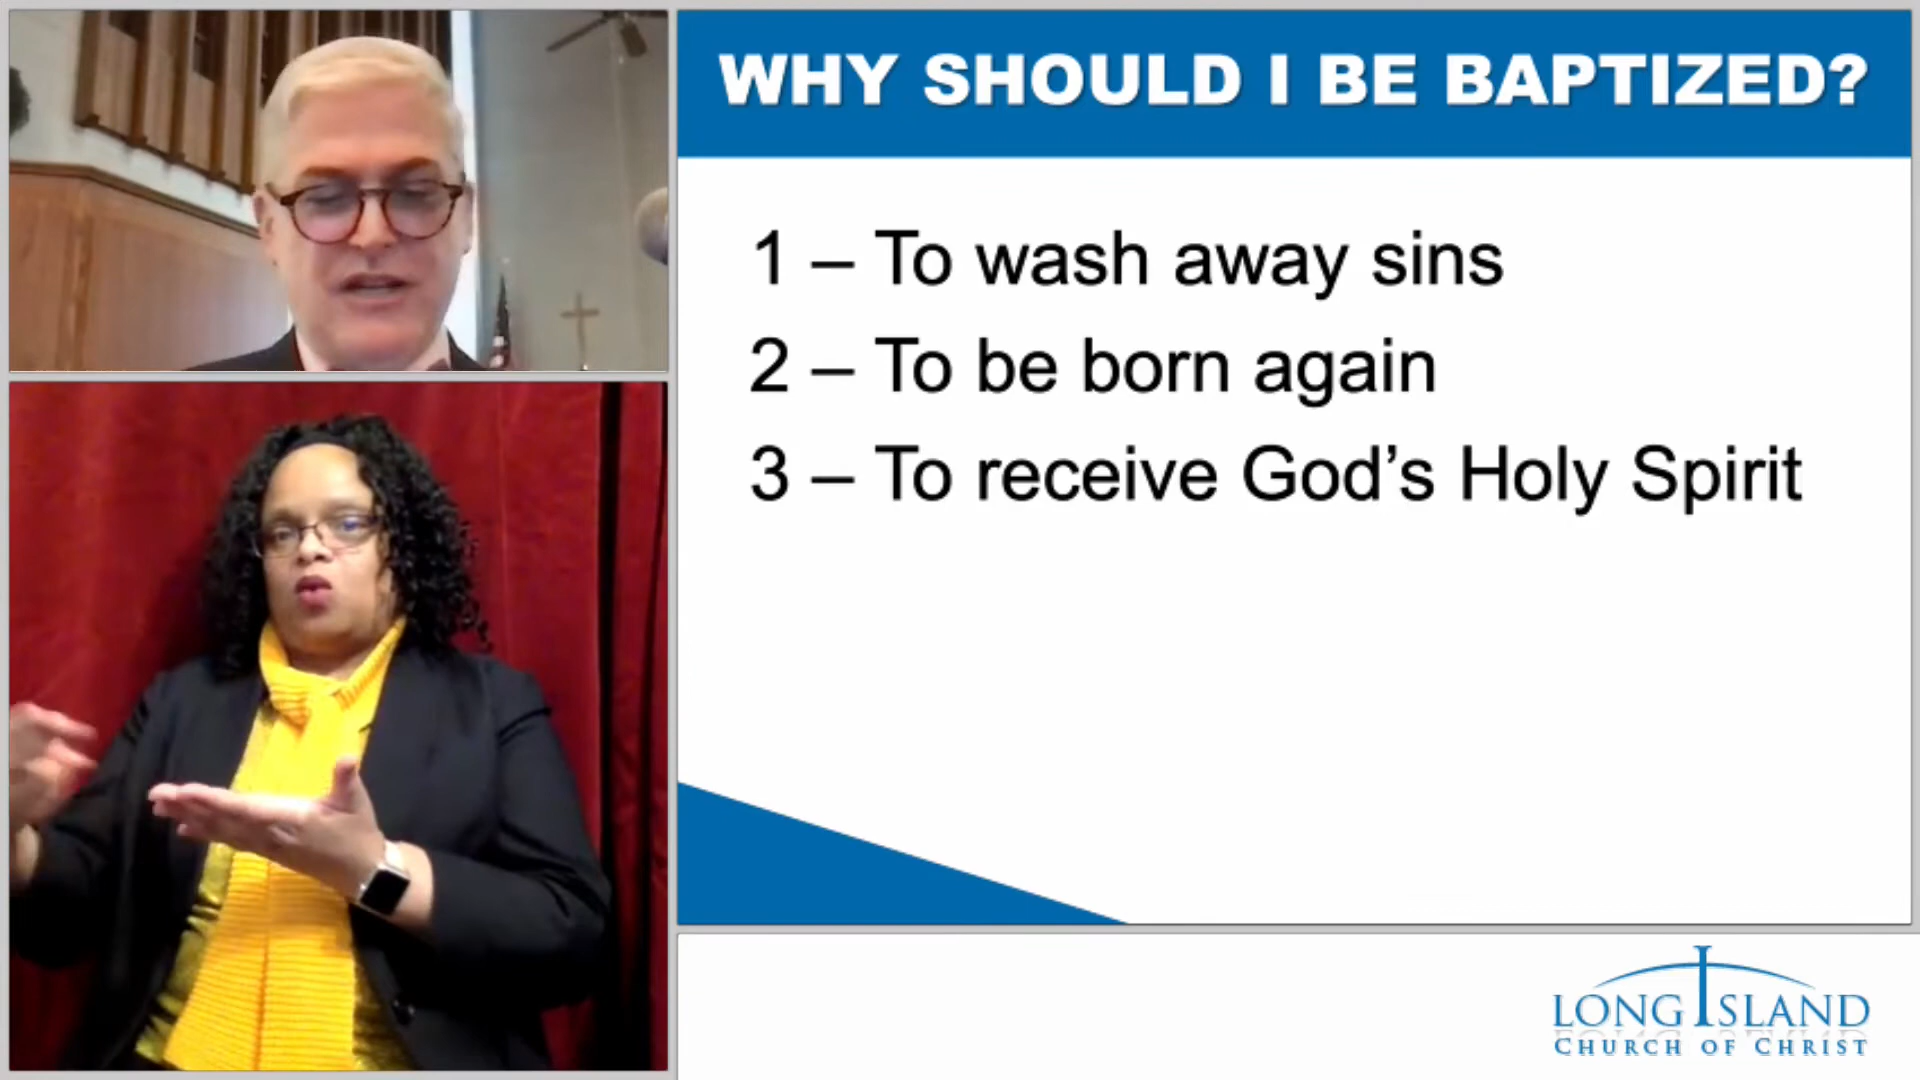 WHY SHOULD I BE BAPTIZED?
1 – To wash away sins
2 – To be born again
3 – To receive God’s Holy Spirit
LONG ISLAND
CHURCH OF CHRIST